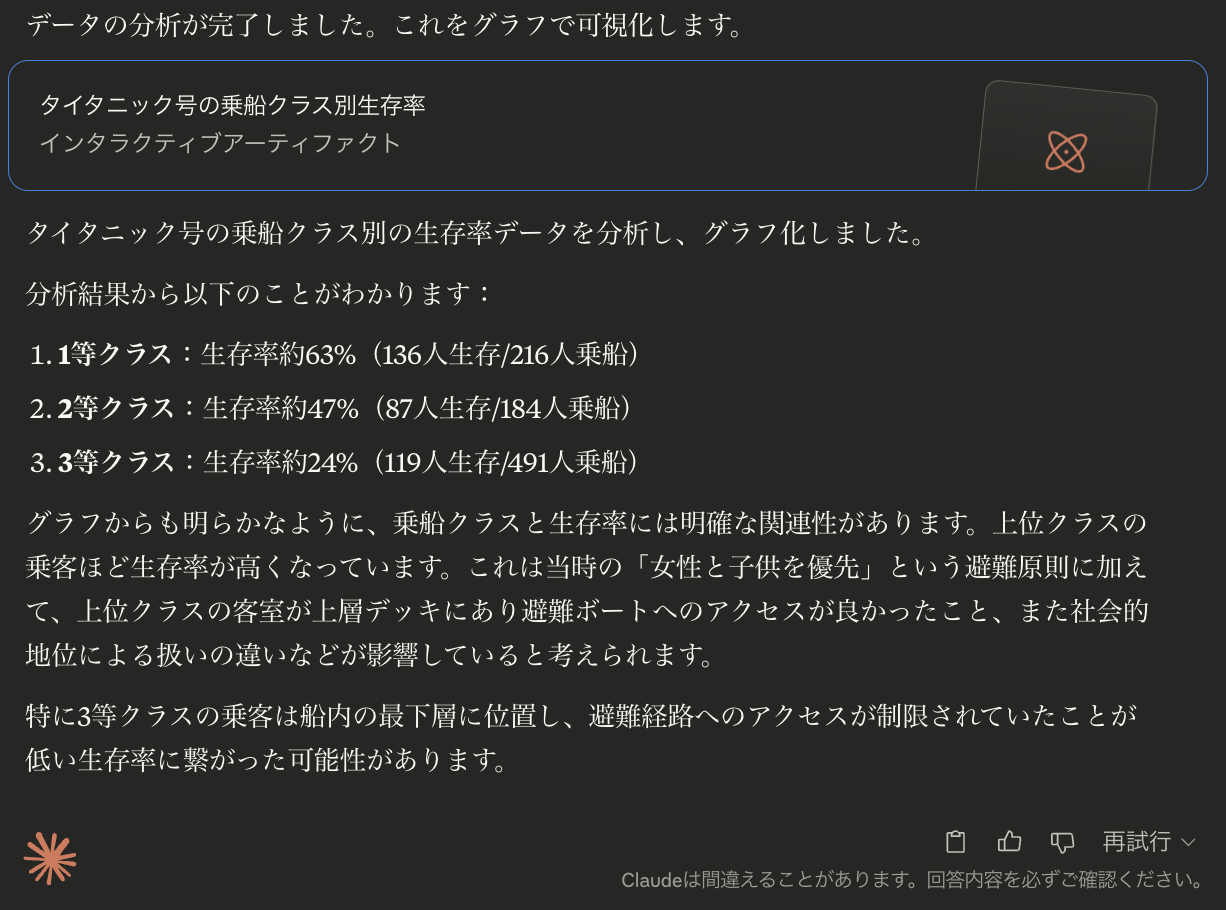 データの分析が完了しました。これをグラフで可視化します。
タイタニック号の乗船クラス別生存率
インタラクティブアーティファクト
タイタニック号の乗船クラス別の生存率データを分析し、グラフ化しました。
分析結果から以下のことがわかります：
1. 1等クラス：生存率約63%（136人生存/216人乗船）
2. 2等クラス：生存率約47%（87人生存/184人乗船）
3. 3等クラス：生存率約24%（119人生存/491人乗船）
グラフからも明らかなように、乗船クラスと生存率には明確な関連性があります。上位クラスの
乗客ほど生存率が高くなっています。これは当時の「女性と子供を優先」という避難原則に加え
て、上位クラスの客室が上層デッキにあり避難ボートへのアクセスが良かったこと、また社会的
地位による扱いの違いなどが影響していると考えられます。
特に3等クラスの乗客は船内の最下層に位置し、避難経路へのアクセスが制限されていたことが
低い生存率に繋がった可能性があります。
再試行
Claudeは間違えることがあります。回答内容を必ずご確認ください。